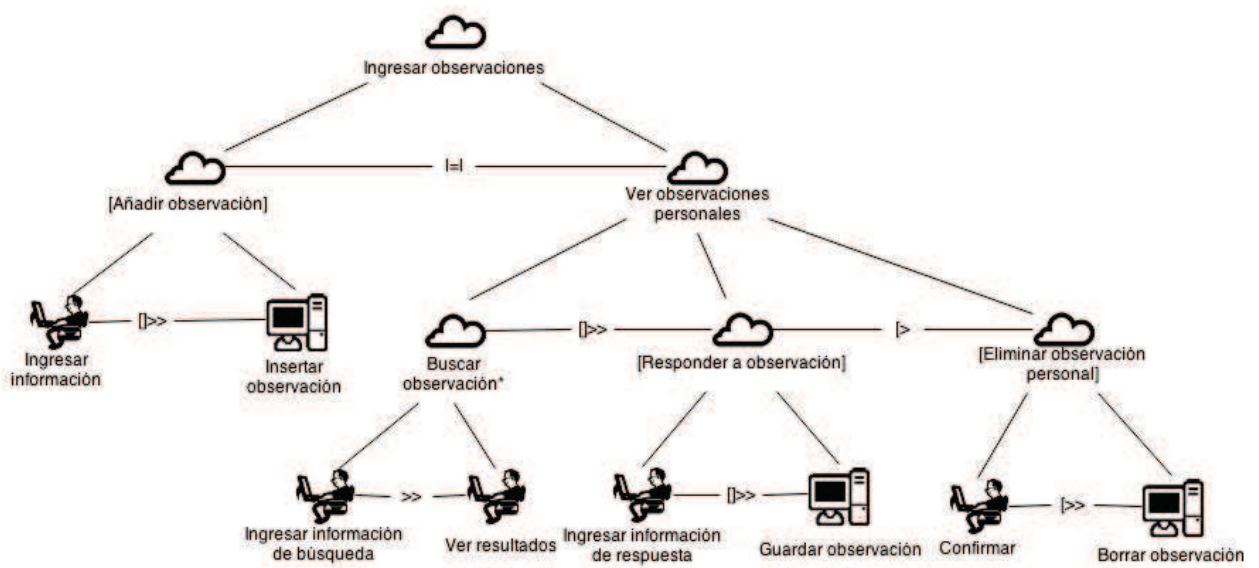 Ingresar observaciones
|=|
[Añadir observación]
Ver observaciones
personales
[]>>
Ingresar
información
Insertar
observación
[]>>
[>
Buscar
observación*
[Responder a observación]
[Eliminar observación
personal]
>>
[]>>
[>>
Ingresar información
de búsqueda
Ver resultados
Ingresar información
de respuesta
Guardar observación
Confirmar
Borrar observación